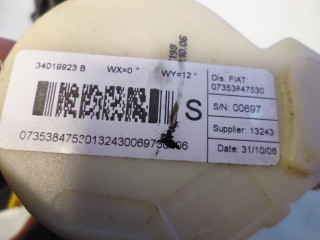 34019923 B WX=0 ° WY=12 °
Dis. FIAT:
07353847530
S
S/N: 00697
Supplier: 13243
Date: 31/10/06